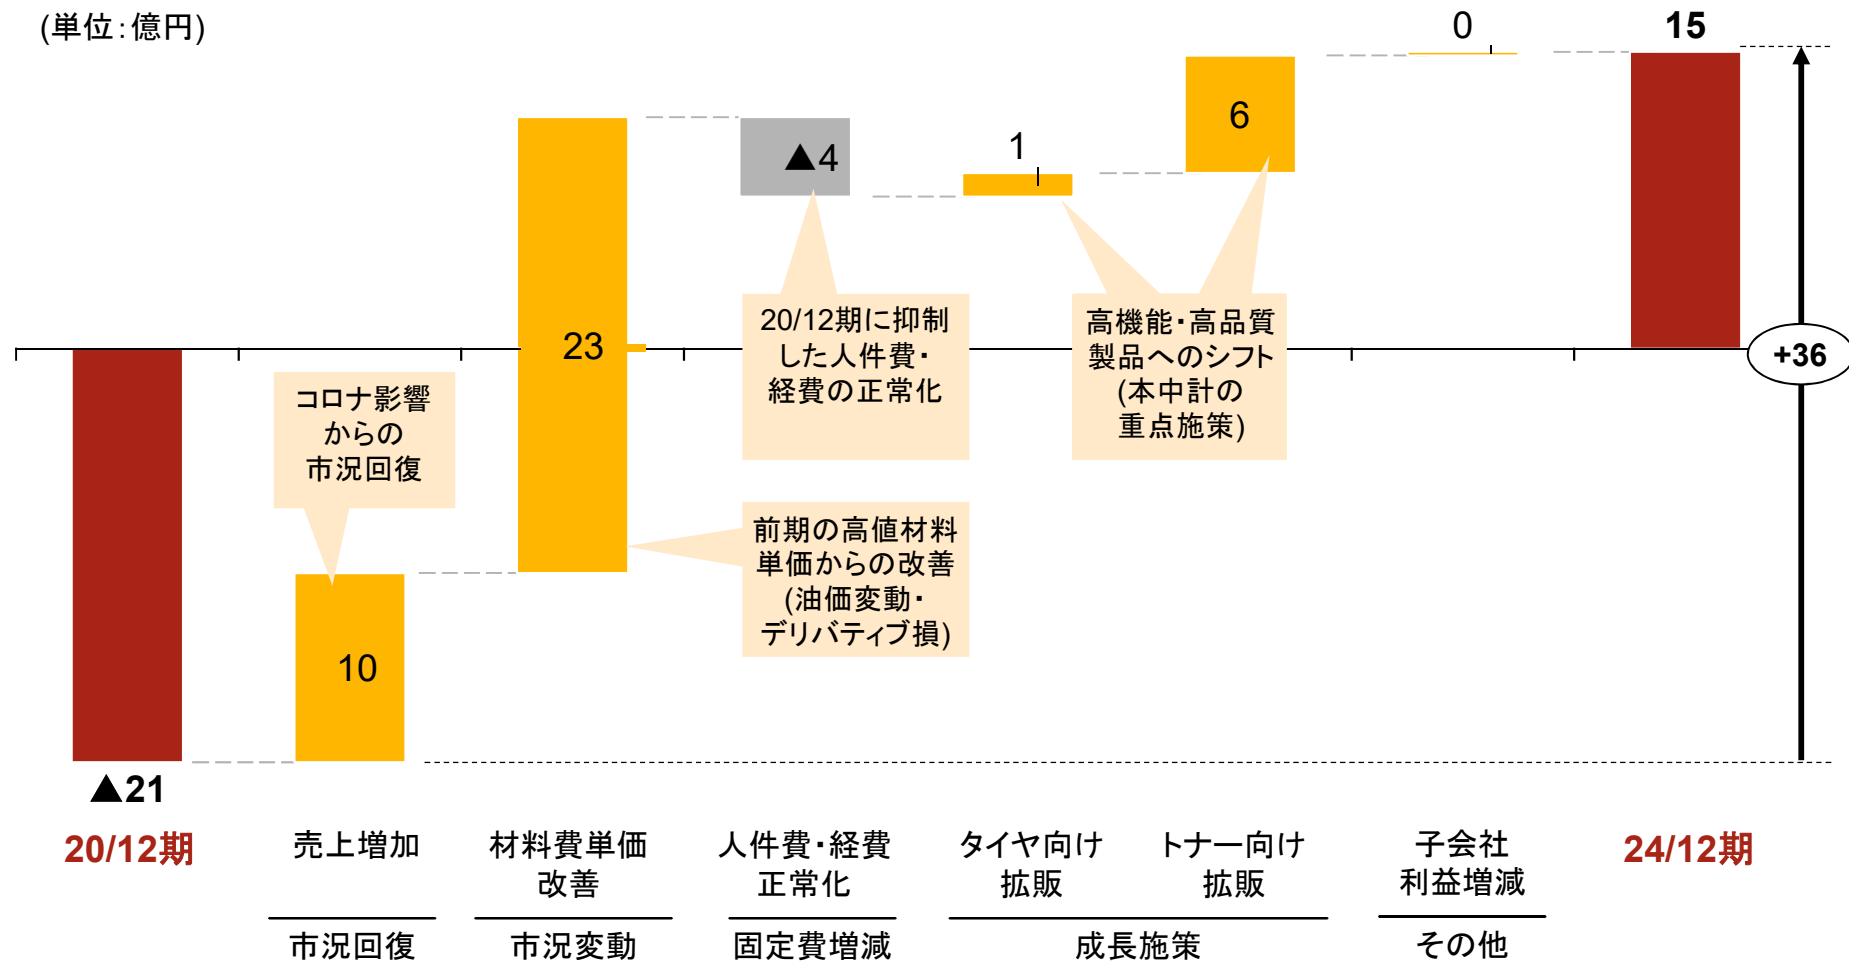 (単位:億円)
0
15
6
1
▲4
23
+36
10
▲21
20/12期に抑制
した人件費・
経費の正常化
高機能・高品質
製品へのシフト
(本中計の
重点施策)
コロナ影響
からの
市況回復
前期の高値材料
単価からの改善
(油価変動・
デリバティブ損)
20/12期
売上増加
材料費単価
改善
人件費・経費
正常化
タイヤ向け
拡販
トナー向け
拡販
子会社
利益増減
24/12期
市況回復
市況変動
固定費増減
成長施策
その他